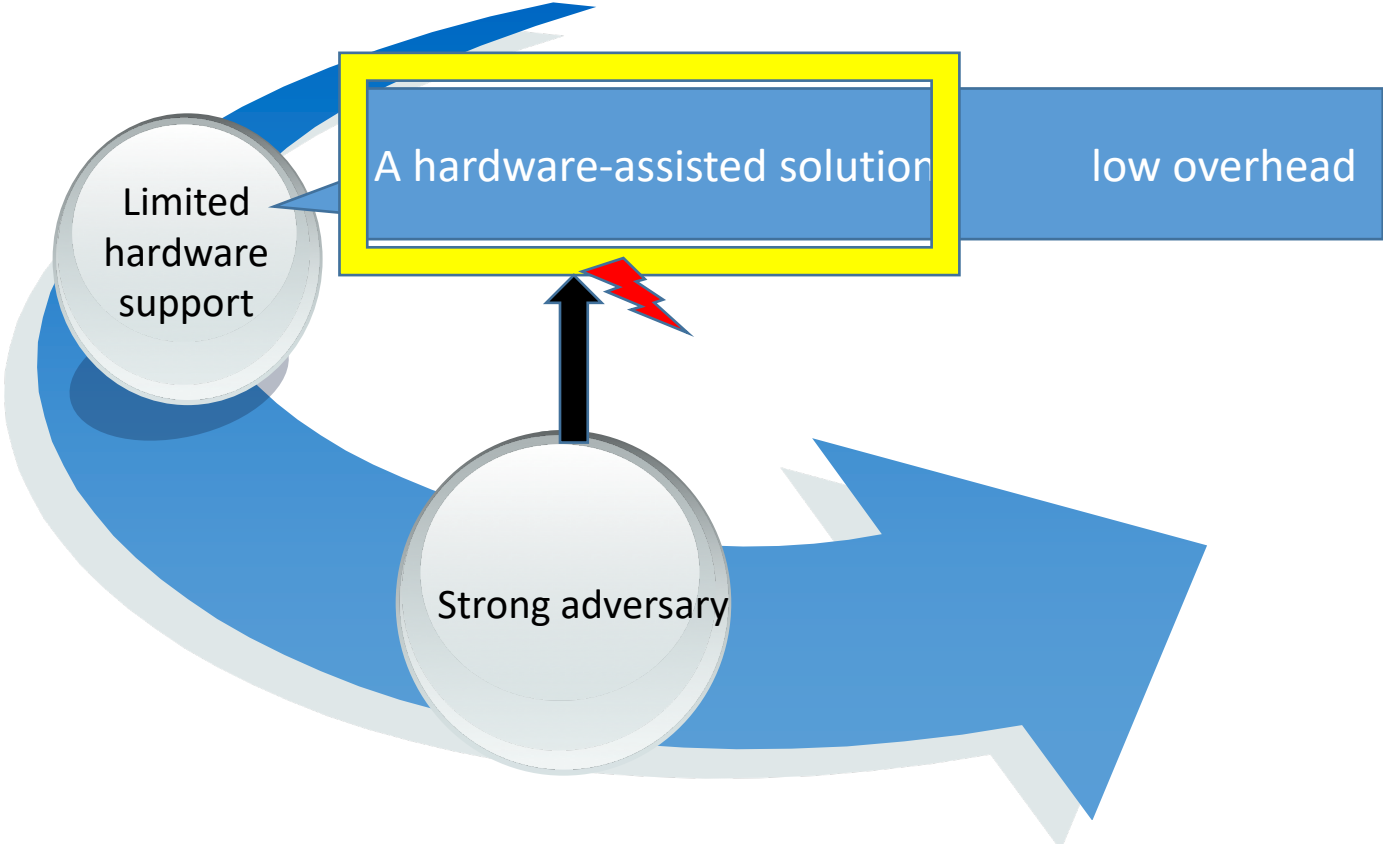 A hardware-assisted solution low overhead
Limited
hardware
support
Strong adversary